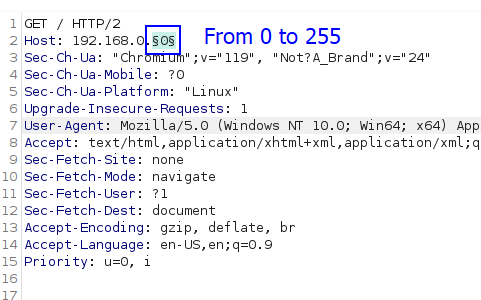 1 GET / HTTP/2
2 Host: 192.168.0.§0§ From 0 to 255
3 Sec-Ch-Ua: "Chromium";v="119", "Not?A_Brand";v="24"
4 Sec-Ch-Ua-Mobile: ?0
5 Sec-Ch-Ua-Platform: "Linux"
6 Upgrade-Insecure-Requests: 1
7 User-Agent: Mozilla/5.0 (Windows NT 10.0; Win64; x64) App
8 Accept: text/html,application/xhtml+xml,application/xml;q
9 Sec-Fetch-Site: none
10 Sec-Fetch-Mode: navigate
11 Sec-Fetch-User: ?1
12 Sec-Fetch-Dest: document
13 Accept-Encoding: gzip, deflate, br
14 Accept-Language: en-US,en;q=0.9
15 Priority: u=0, i
16
17